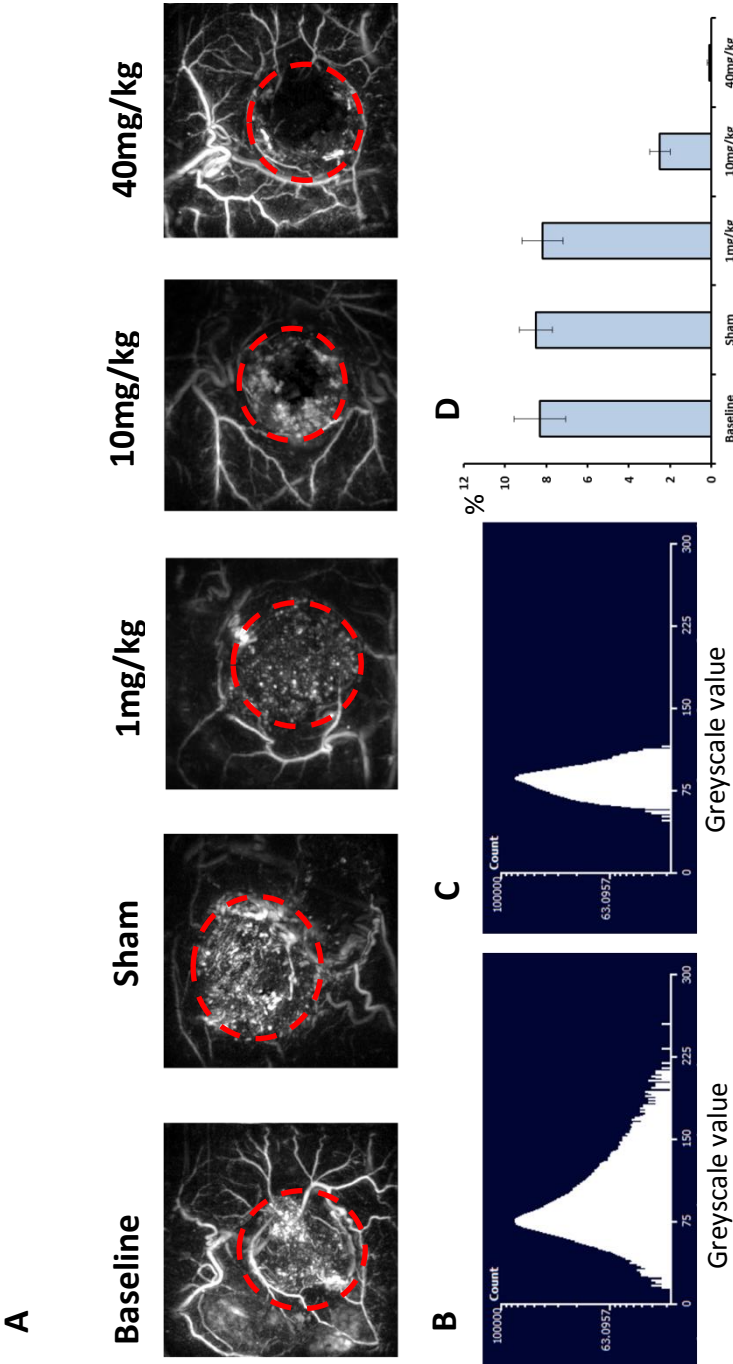 A
Baseline
Sham
1mg/kg
10mg/kg
40mg/kg
B
100000 Count
63.0957
0
75
150
225
300
Greyscale value
C
100000 Count
63.0957
0
75
150
225
300
Greyscale value
D
%
12
10
8
6
4
2
0
Baseline
Sham
1mg/kg
10mg/kg
40mg/kg